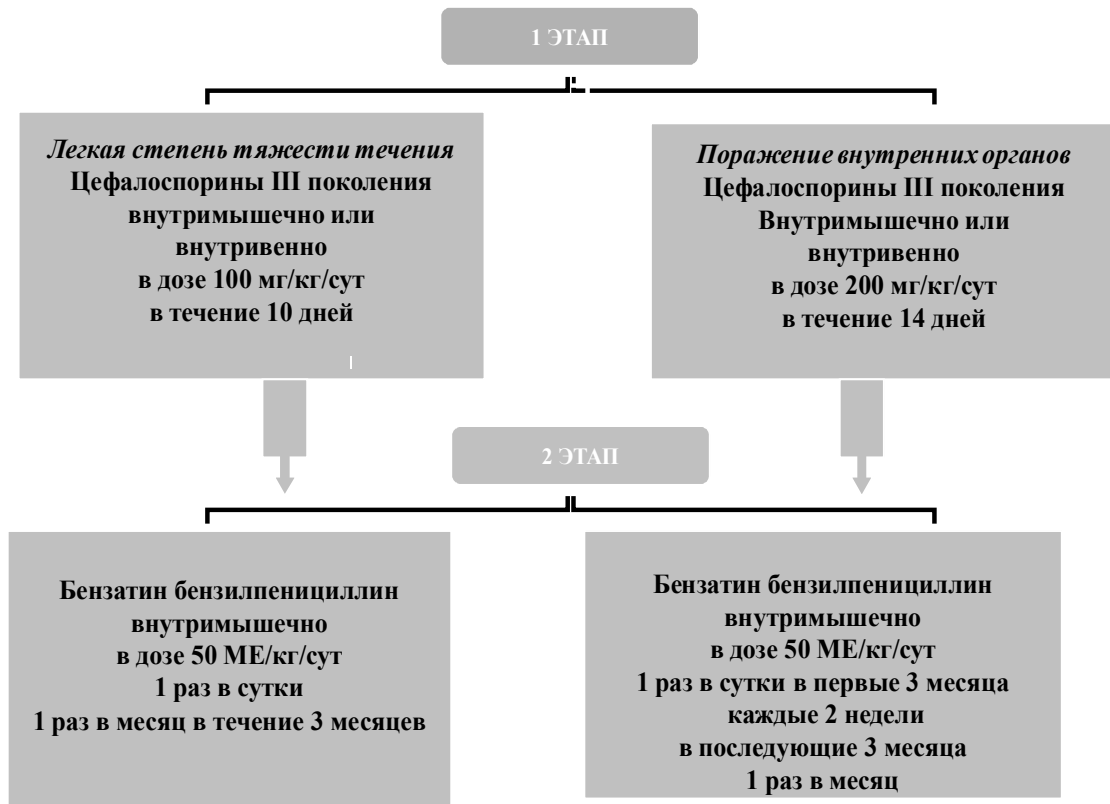 1 ЭТАП
Легкая степень тяжести течения
Цефалоспорины III поколения
внутримышечно или
внутривенно
в дозе 100 мг/кг/сут
в течение 10 дней
Поражение внутренних органов
Цефалоспорины III поколения
Внутримышечно или
внутривенно
в дозе 200 мг/кг/сут
в течение 14 дней
2 ЭТАП
Бензатин бензилпенициллин
внутримышечно
в дозе 50 МЕ/кг/сут
1 раз в сутки
1 раз в месяц в течение 3 месяцев
Бензатин бензилпенициллин
внутримышечно
в дозе 50 МЕ/кг/сут
1 раз в сутки в первые 3 месяца
каждые 2 недели
в последующие 3 месяца
1 раз в месяц